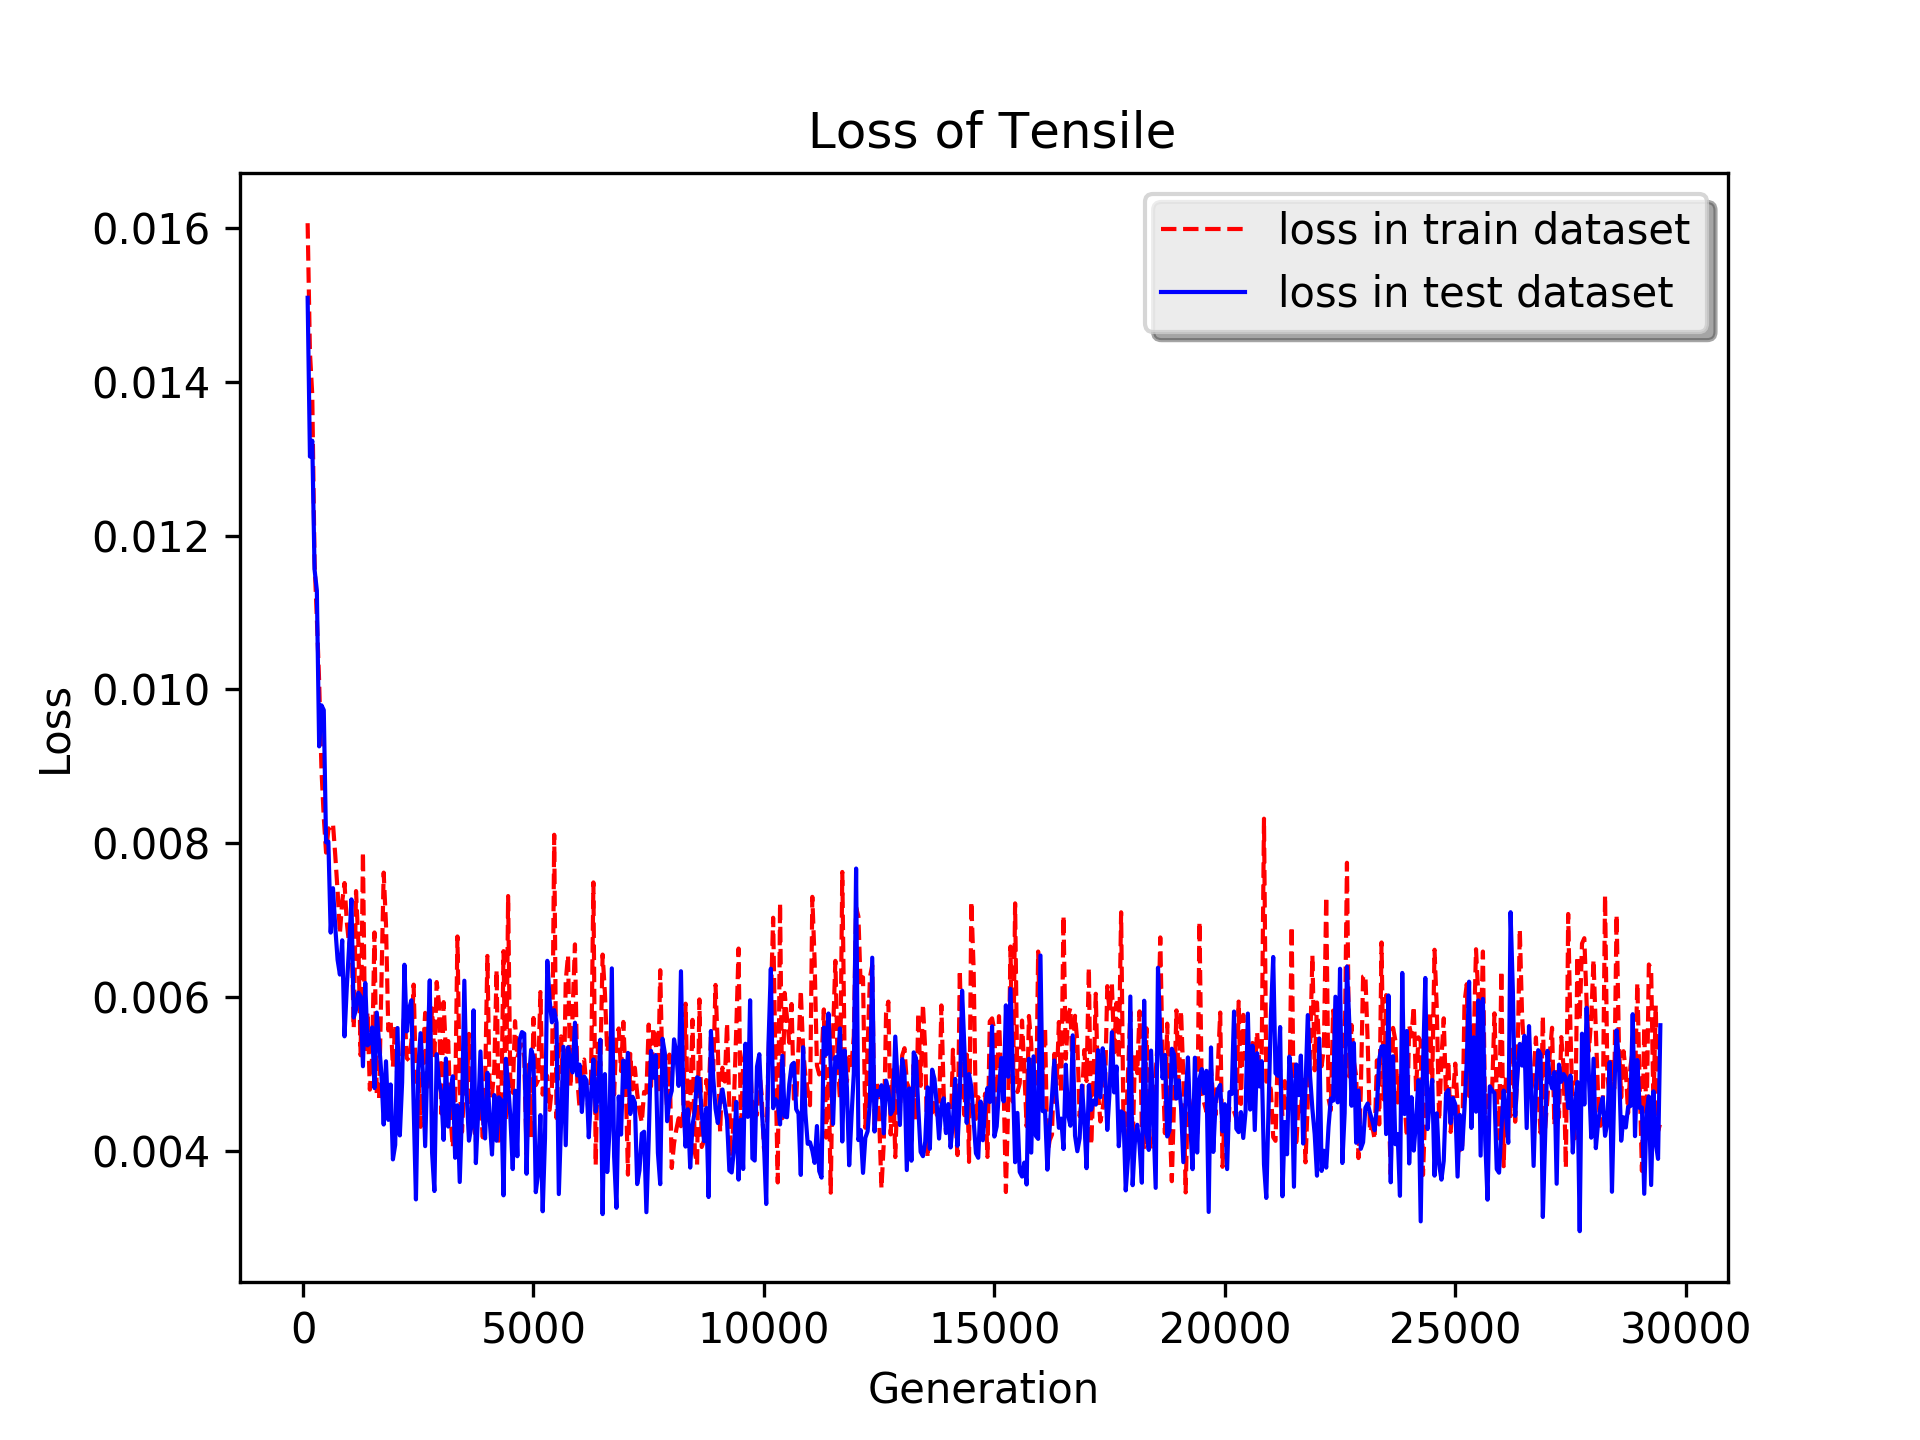 Loss of Tensile
loss in train dataset
loss in test dataset
0.016
0.014
0.012
0.010
0.008
0.006
0.004
Loss
0 5000 10000 15000 20000 25000 30000
Generation